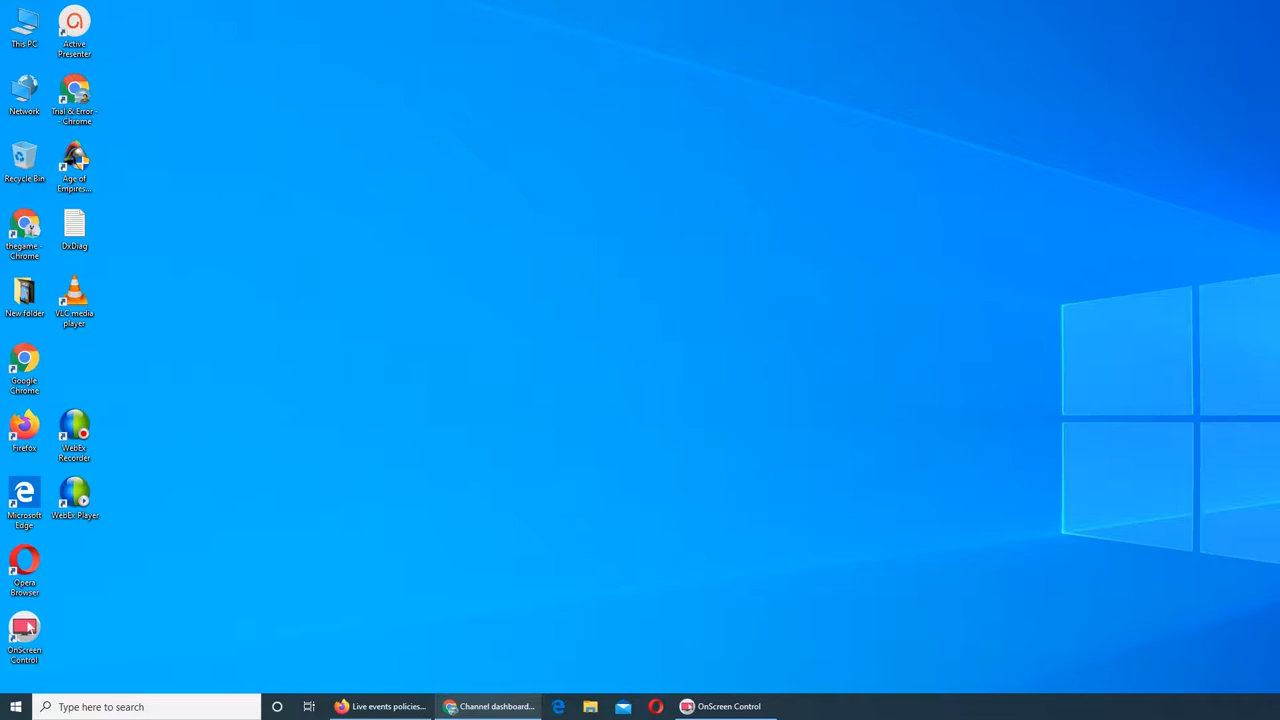 This PC
Active
Presenter
Network
Trial & Error -
- Chrome
Recycle Bin
Age of
Empires...
thegame -
Chrome
DxDiag
New folder
VLC media
player
Google
Chrome
Firefox
WebEx
Recorder
Microsoft
Edge
WebEx Player
Opera
Browser
OnScreen
Control
Type here to search
Live events policies...
Channel dashboard...
OnScreen Control